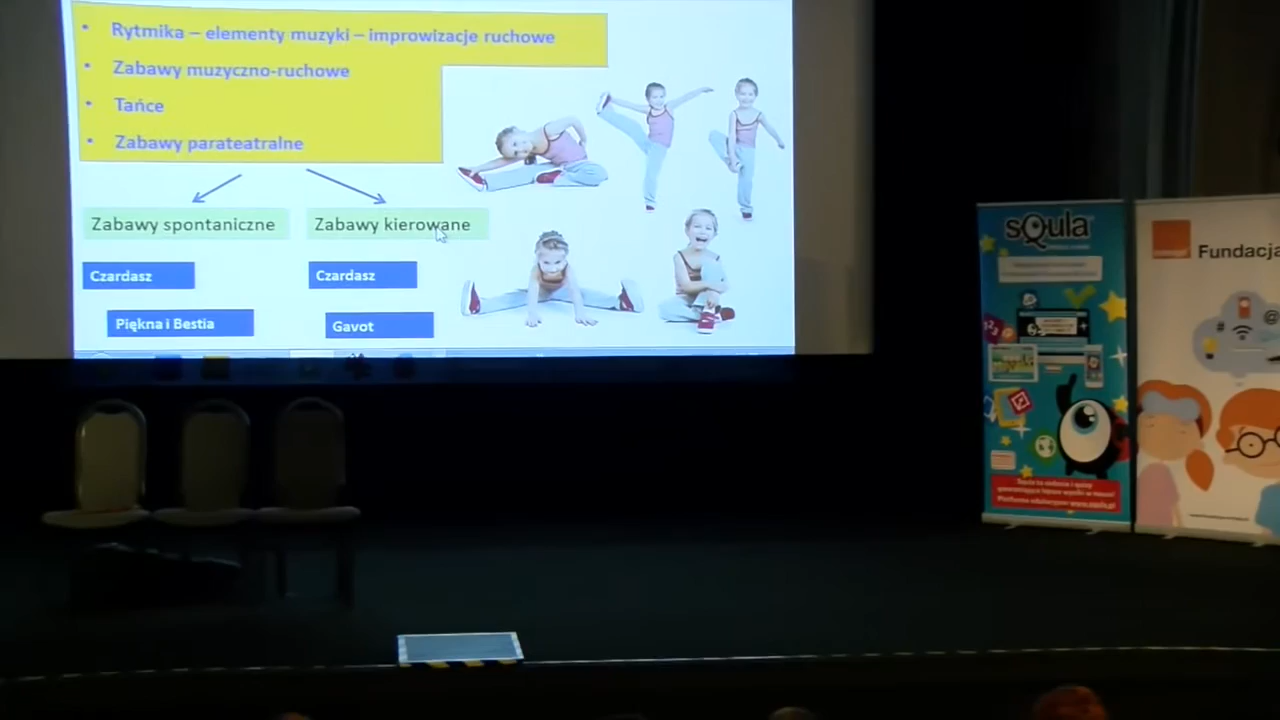 Rytmika – elementy muzyki – improwizacje ruchowe
Zabawy muzyczno-ruchowe
Tańce
Zabawy parateatralne
Zabawy spontaniczne
Zabawy kierowane
Czardasz
Czardasz
Piękna i Bestia
Gavot
sQula
Fundacja